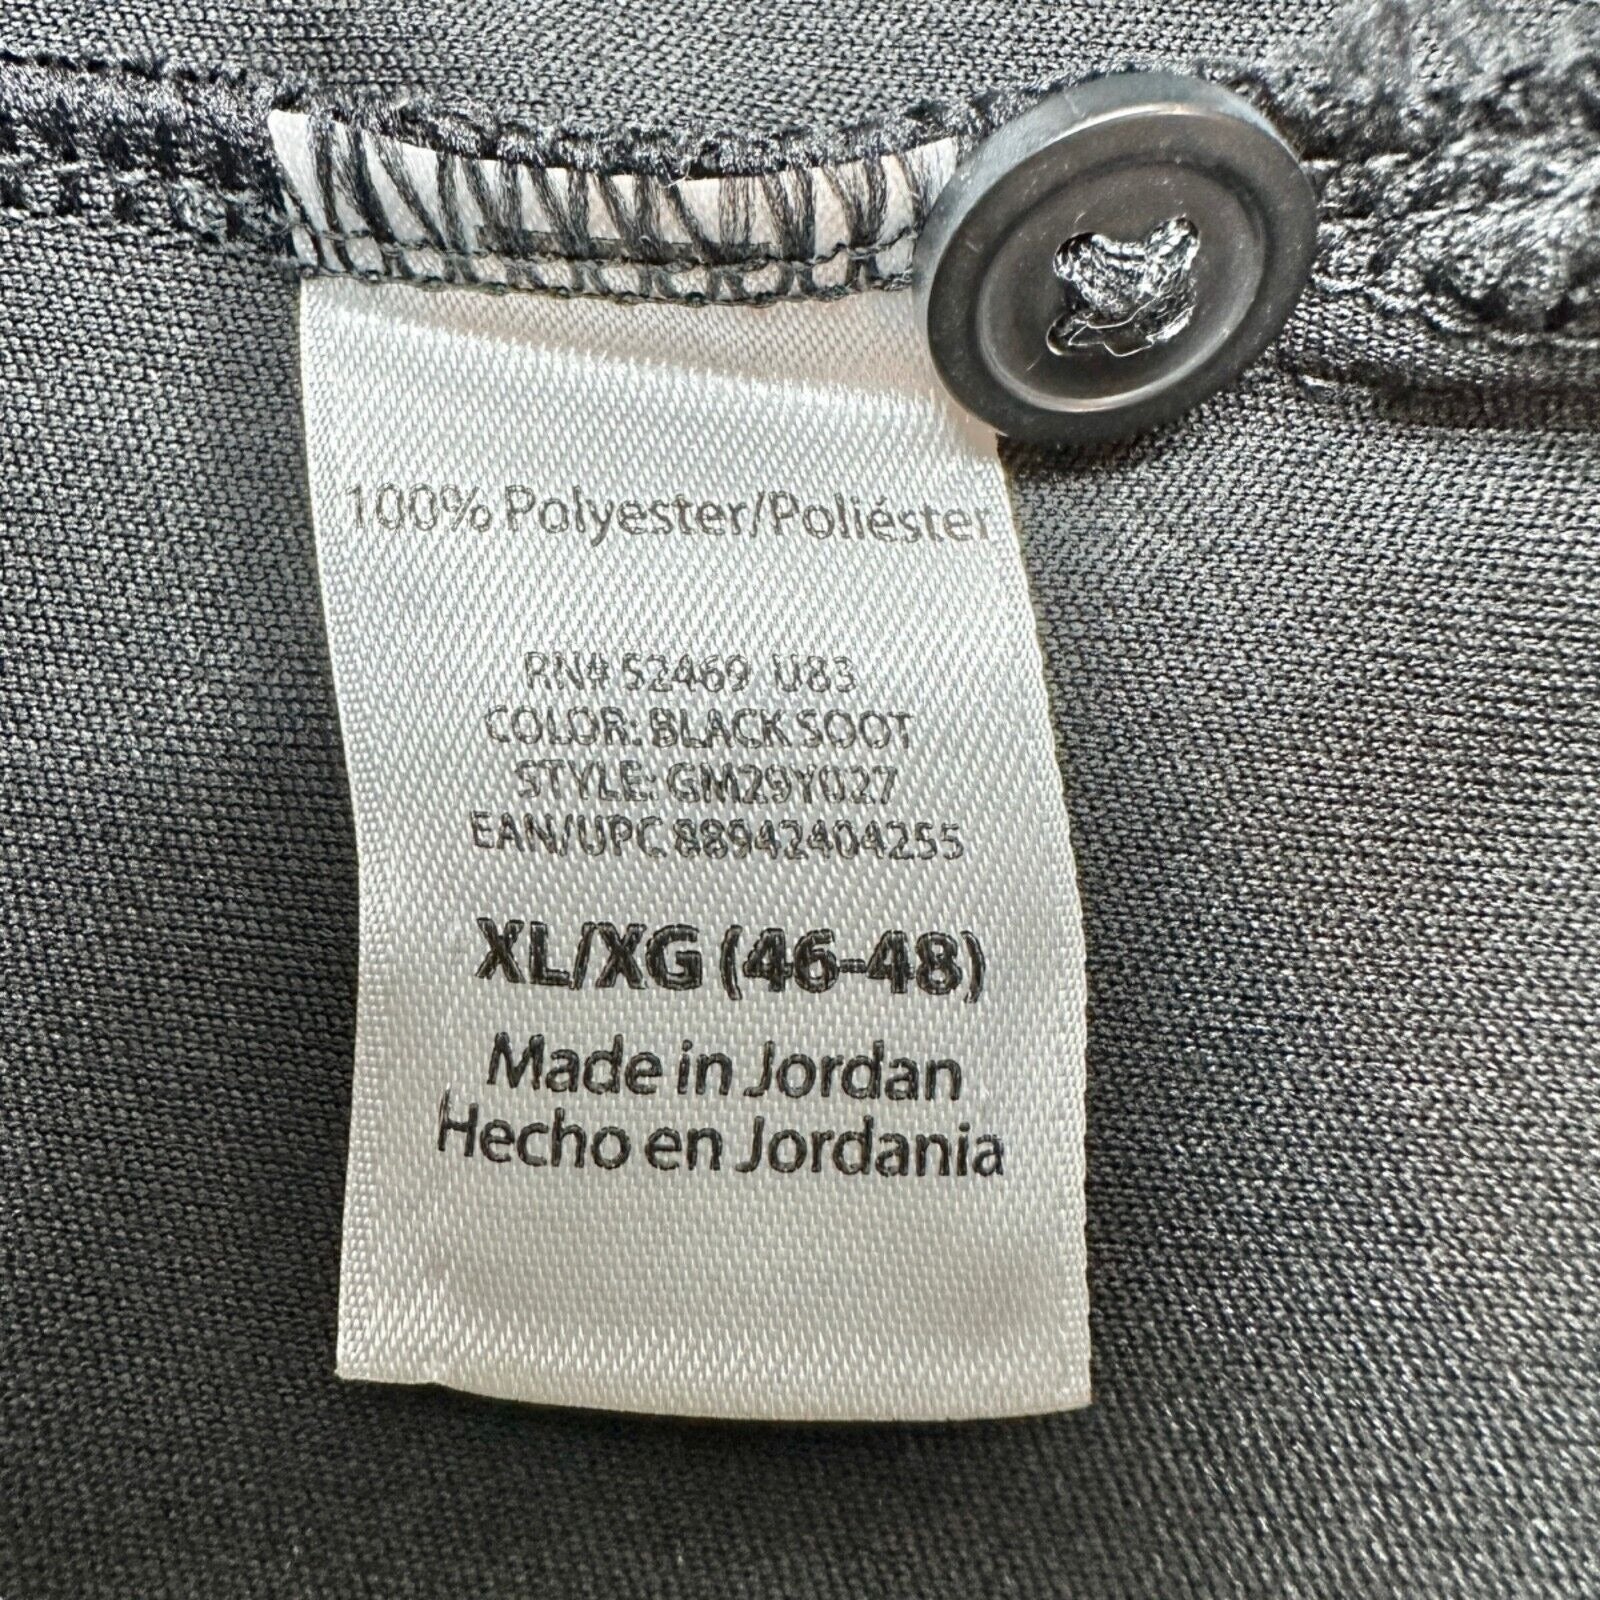 100% Polyester/Poliéster
RN# 52469 U83
COLOR: BLACK SOOT
STYLE: GM29Y027
EAN/UPC 88942404255
XL/XG (46-48)
Made in Jordan
Hecho en Jordania